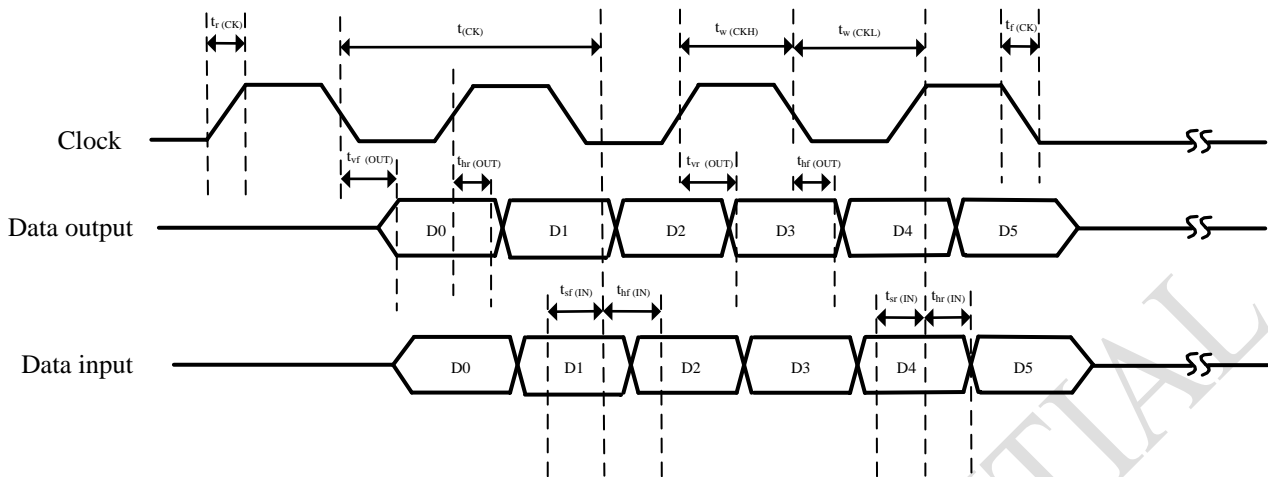 t(CK)
tr (CK)
tw (CKH)
tw (CKL)
tf (CK)
Clock
tvf (OUT)
thr (OUT)
tvr (OUT)
thf (OUT)
Data output
D0
D1
D2
D3
D4
D5
tsf (IN)
thf (IN)
tsr (IN)
thr (IN)
Data input
D0
D1
D2
D3
D4
D5
TIAL